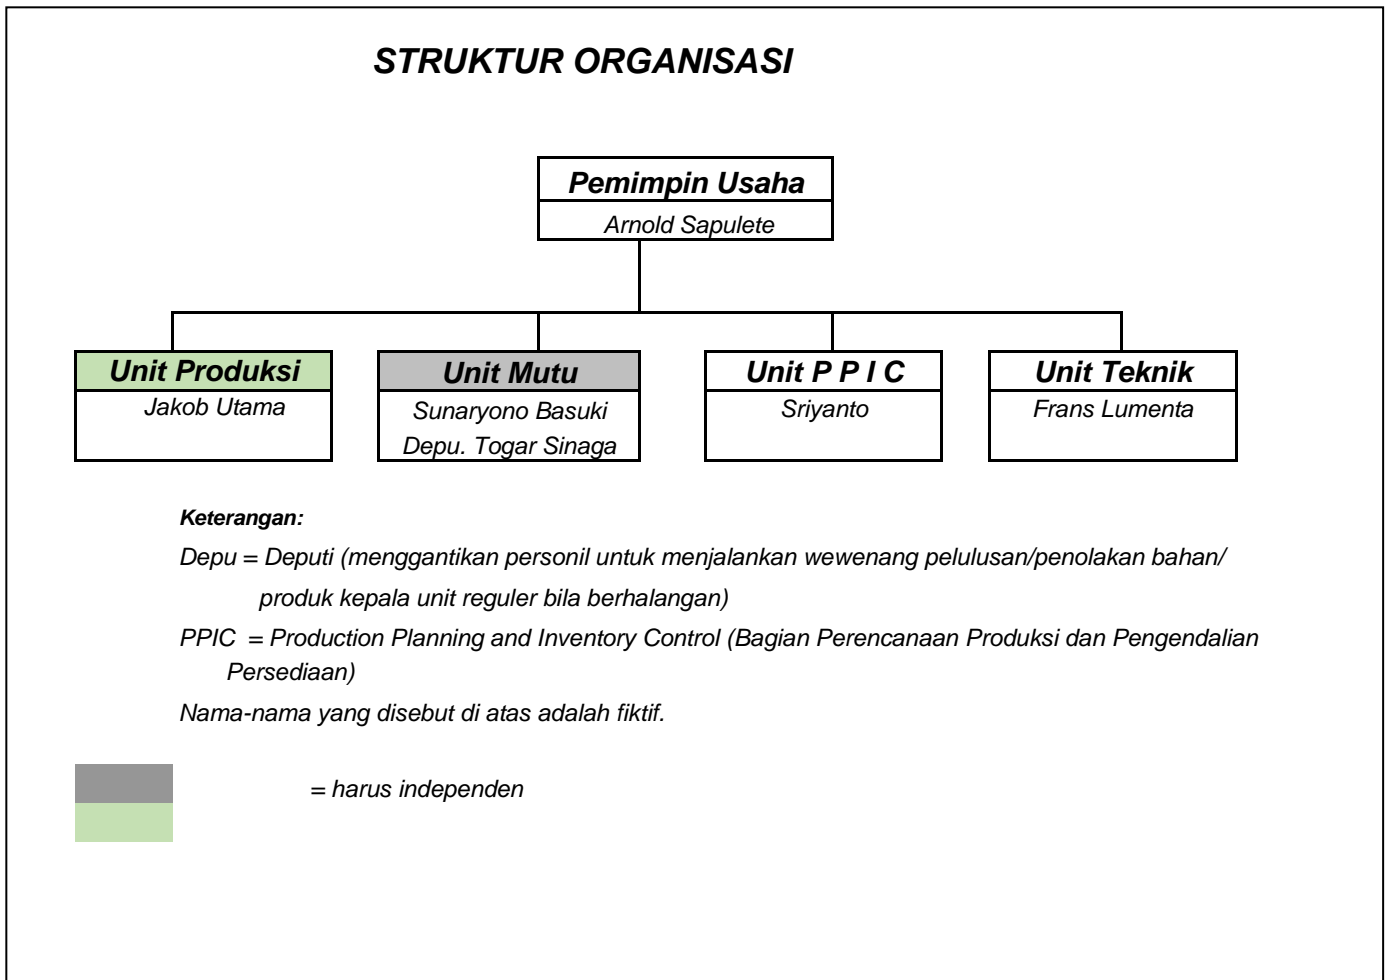 STRUKTUR ORGANISASI
Pemimpin Usaha
Arnold Sapulete
Unit Produksi
Jakob Utama
Unit Mutu
Sunaryono Basuki
Depu. Togar Sinaga
Unit P P I C
Sriyanto
Unit Teknik
Frans Lumenta
Keterangan:
Depu = Deputi (menggantikan personil untuk menjalankan wewenang pelulusan/penolakan bahan/
produk kepala unit reguler bila berhalangan)
PPIC = Production Planning and Inventory Control (Bagian Perencanaan Produksi dan Pengendalian
Persediaan)
Nama-nama yang disebut di atas adalah fiktif.
= harus independen